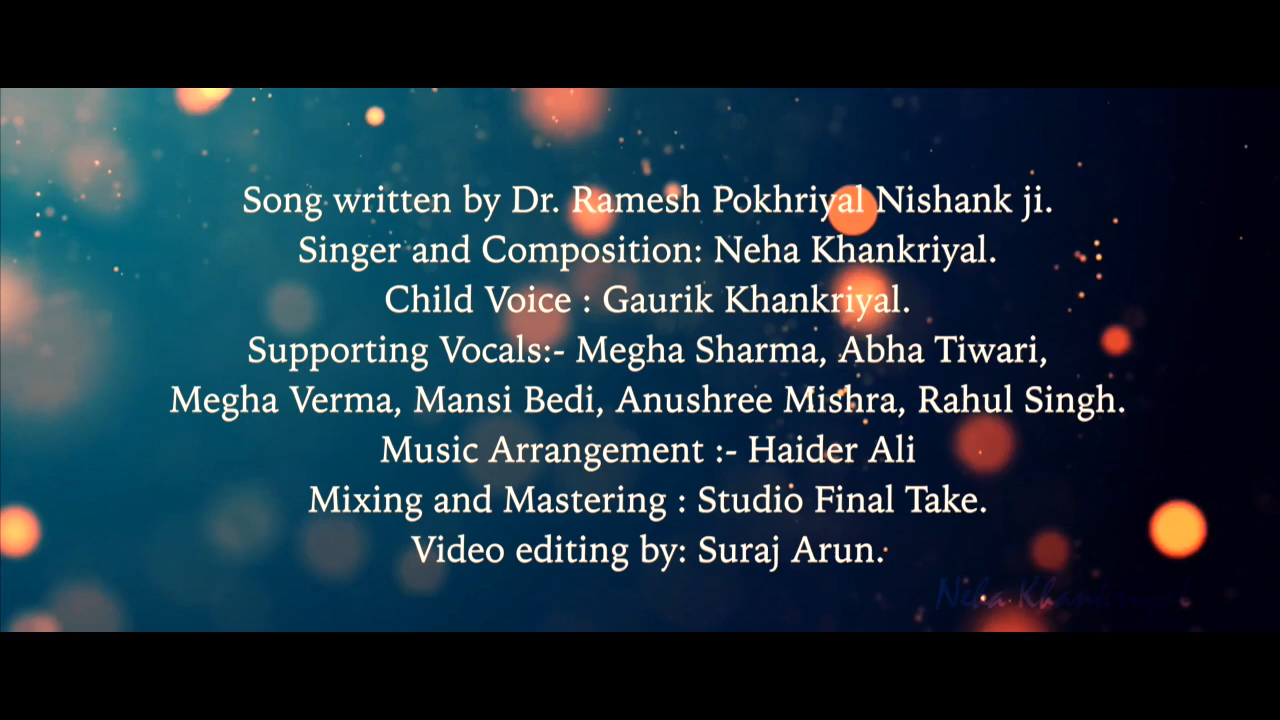 Song written by Dr. Ramesh Pokhriyal Nishank ji.
Singer and Composition: Neha Khankriyal.
Child Voice : Gaurik Khankriyal.
Supporting Vocals:- Megha Sharma, Abha Tiwari,
Megha Verma, Mansi Bedi, Anushree Mishra, Rahul Singh.
Music Arrangement :- Haider Ali
Mixing and Mastering : Studio Final Take.
Video editing by: Suraj Arun.
Neha Khankriyal